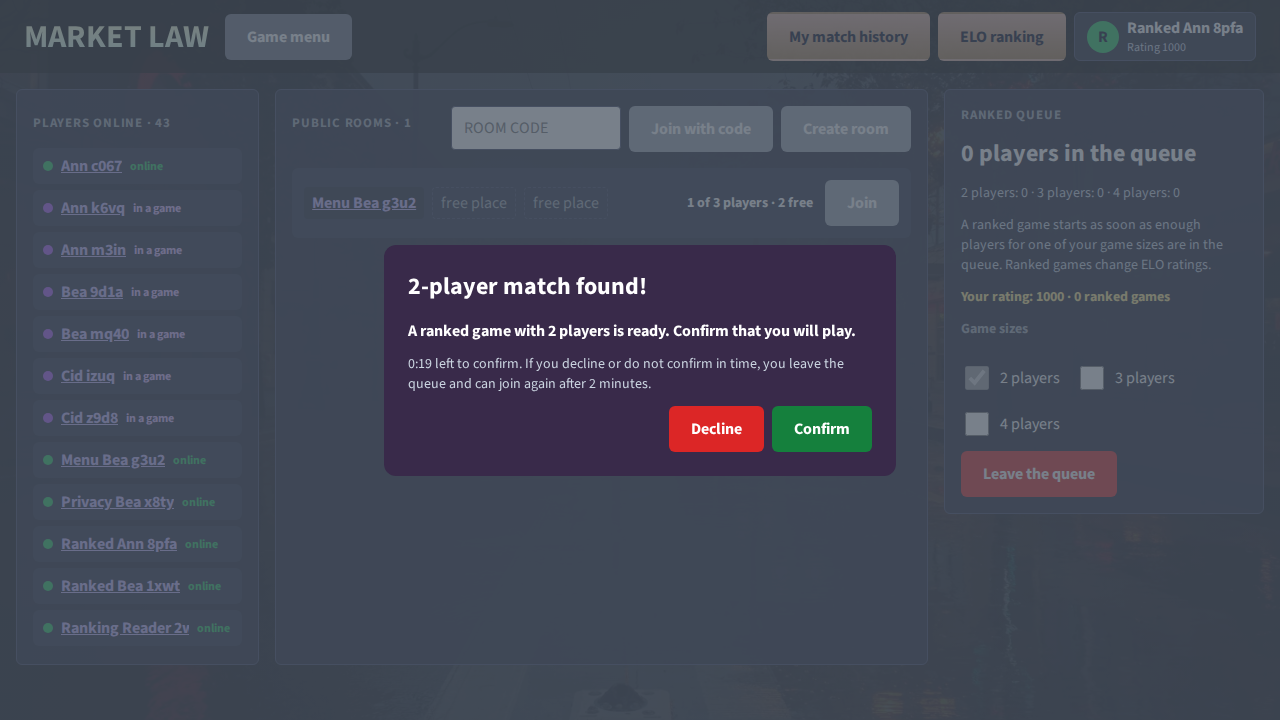 MARKET LAW
Game menu
My match history
ELO ranking
R
Ranked Ann 8pfa
Rating 1000
PLAYERS ONLINE · 43
Ann c067 online
Ann k6vq in a game
Ann m3in in a game
Bea 9d1a in a game
Bea mq40 in a game
Cid izuq in a game
Cid z9d8 in a game
Menu Bea g3u2 online
Privacy Bea x8ty online
Ranked Ann 8pfa online
Ranked Bea 1xwt online
Ranking Reader 2v online
PUBLIC ROOMS · 1
ROOM CODE
Join with code
Create room
Menu Bea g3u2 free place free place 1 of 3 players · 2 free Join
2-player match found!
A ranked game with 2 players is ready. Confirm that you will play.
0:19 left to confirm. If you decline or do not confirm in time, you leave the
queue and can join again after 2 minutes.
Decline
Confirm
RANKED QUEUE
0 players in the queue
2 players: 0 · 3 players: 0 · 4 players: 0
A ranked game starts as soon as enough
players for one of your game sizes are in the
queue. Ranked games change ELO ratings.
Your rating: 1000 · 0 ranked games
Game sizes
2 players 3 players
4 players
Leave the queue